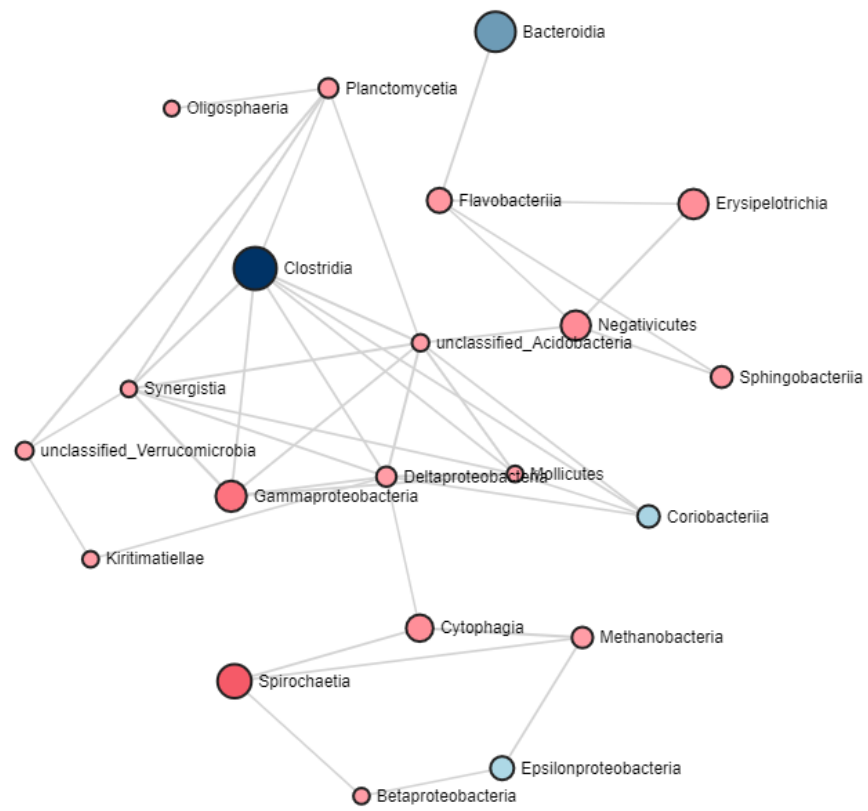 Bacteroidia
Planctomycetia
Oligosphaeria
Flavobacteriia
Erysipelotrichia
Clostridia
Negativicutes
unclassified_Acidobacteria
Sphingobacteriia
Synergistia
unclassified_Verrucomicrobia
Deltaproteobacteria
Mollicutes
Gammaproteobacteria
Coriobacteriia
Kiritimatiellae
Cytophagia
Methanobacteria
Spirochaetia
Epsilonproteobacteria
Betaproteobacteria